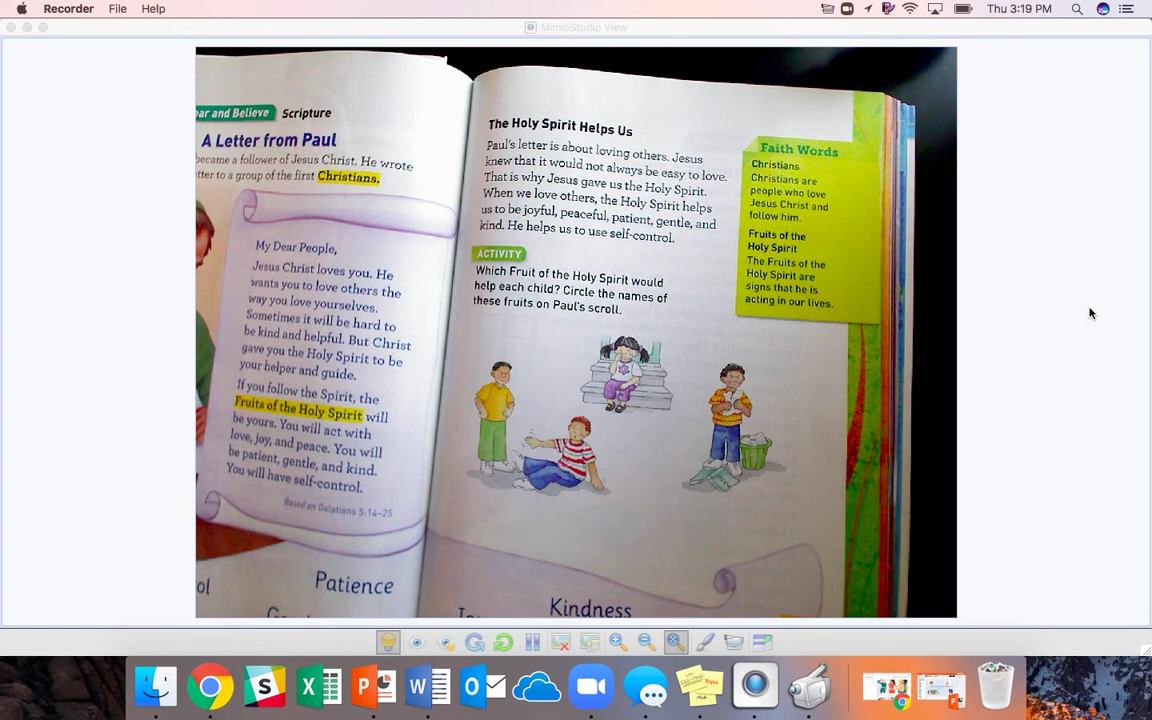 Recorder File Help
Thu 3:19 PM
MimioStudio View
ar and Believe Scripture
A Letter from Paul
became a follower of Jesus Christ. He wrote
tter to a group of the first Christians.
My Dear People,
Jesus Christ loves you. He
wants you to love others the
way you love yourselves.
Sometimes it will be hard to
be kind and helpful. But Christ
gave you the Holy Spirit to be
your helper and guide.
If you follow the Spirit, the
Fruits of the Holy Spirit will
be yours. You will act with
love, joy, and peace. You will
be patient, gentle, and kind.
You will have self-control.
Based on Galatians 5:14–25
ol
Patience
The Holy Spirit Helps Us
Paul's letter is about loving others. Jesus
knew that it would not always be easy to love.
That is why Jesus gave us the Holy Spirit.
When we love others, the Holy Spirit helps
us to be joyful, peaceful, patient, gentle, and
kind. He helps us to use self-control.
ACTIVITY
Which Fruit of the Holy Spirit would
help each child? Circle the names of
these fruits on Paul's scroll.
Kindness
Faith Words
Christians
Christians are
people who love
Jesus Christ and
follow him.
Fruits of the
Holy Spirit
The Fruits of the
Holy Spirit are
signs that he is
acting in our lives.